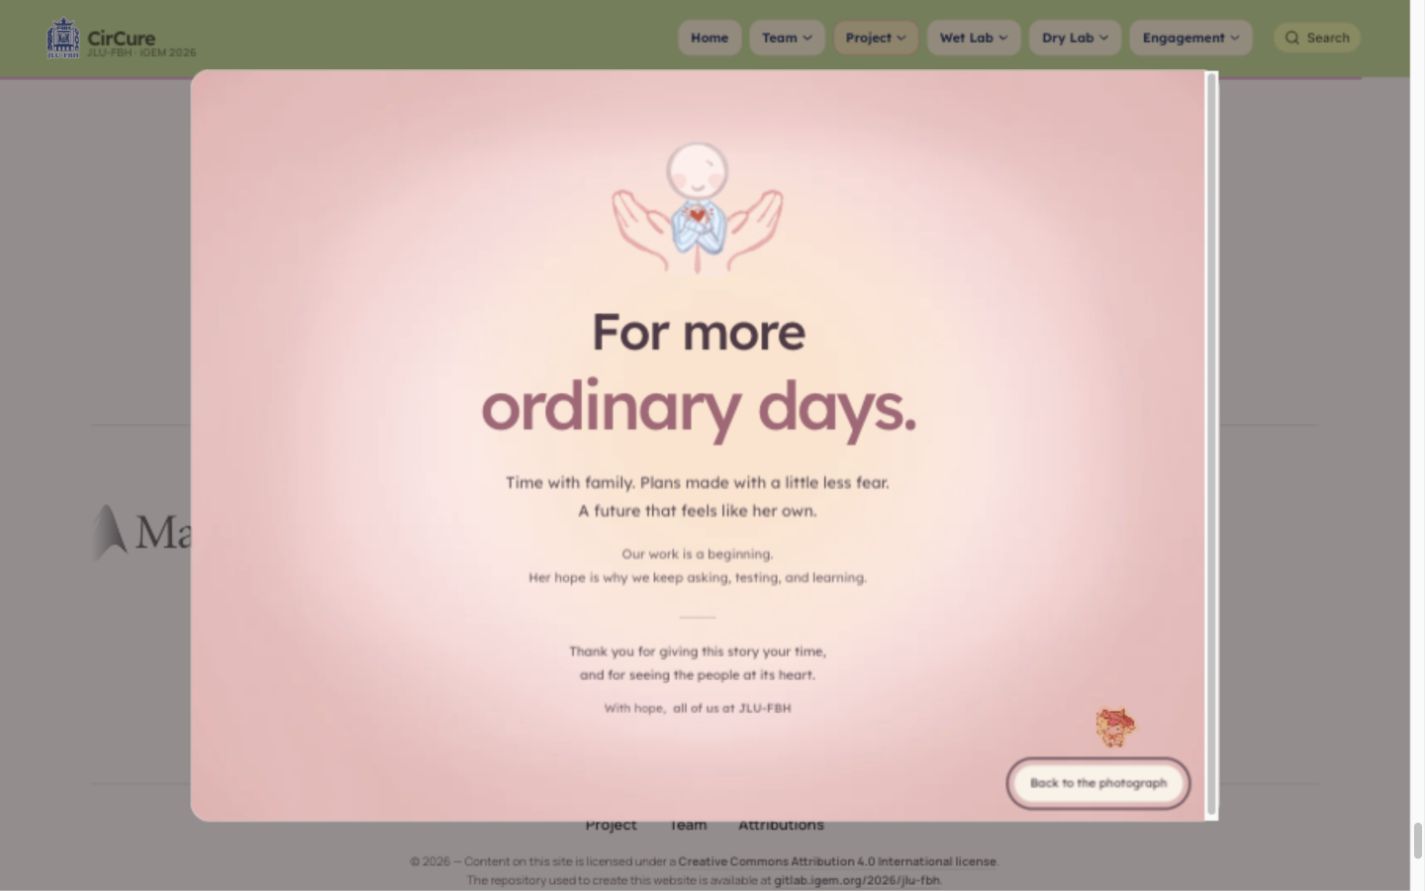 CirCure
JLU-FBH · iGEM 2026
Home
Team
Project
Wet Lab
Dry Lab
Engagement
Search
JLU-FBH
For more
ordinary days.
Time with family. Plans made with a little less fear.
A future that feels like her own.
Our work is a beginning.
Her hope is why we keep asking, testing, and learning.
Thank you for giving this story your time,
and for seeing the people at its heart.
With hope, all of us at JLU-FBH
Back to the photograph
Ma
Project Team Attributions
© 2026 — Content on this site is licensed under a Creative Commons Attribution 4.0 International license.
The repository used to create this website is available at gitlab.igem.org/2026/jlu-fbh.